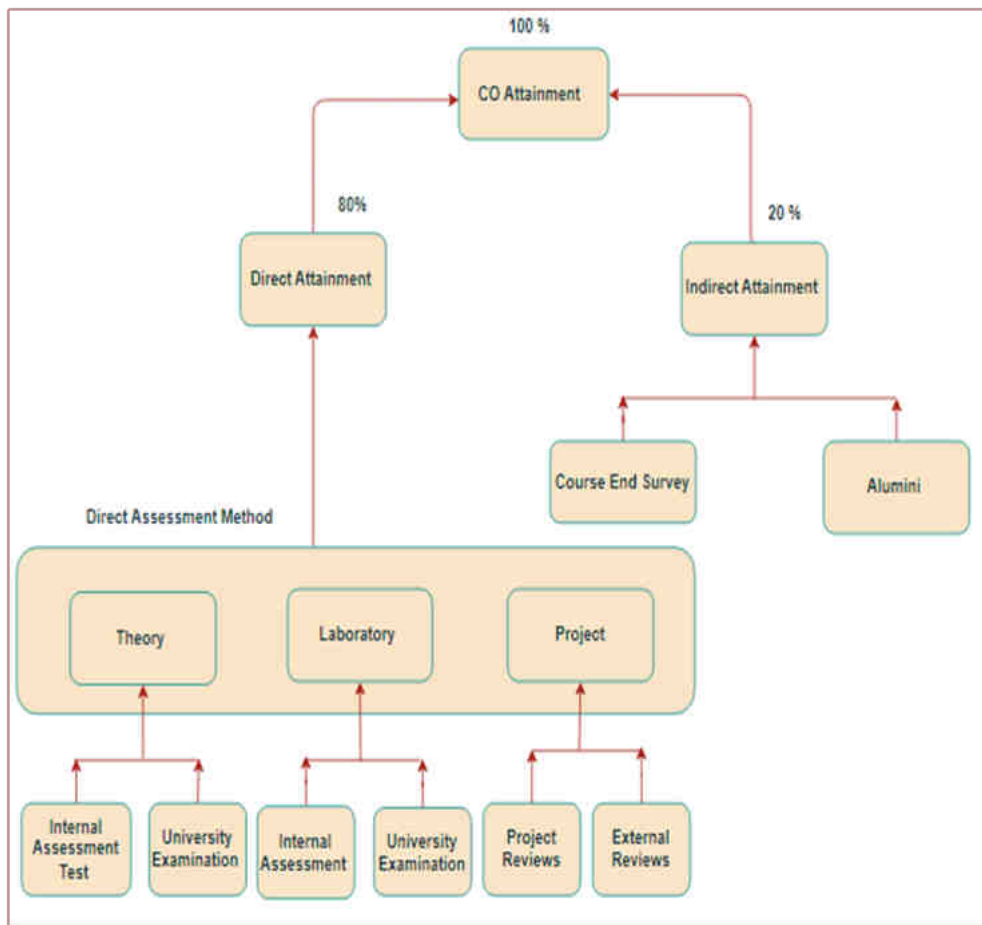 100 %
CO Attainment
80%
20 %
Direct Attainment
Indirect Attainment
Course End Survey
Alumini
Direct Assessment Method
Theory
Laboratory
Project
Internal
Assessment
Test
University
Examination
Internal
Assessment
University
Examination
Project
Reviews
External
Reviews